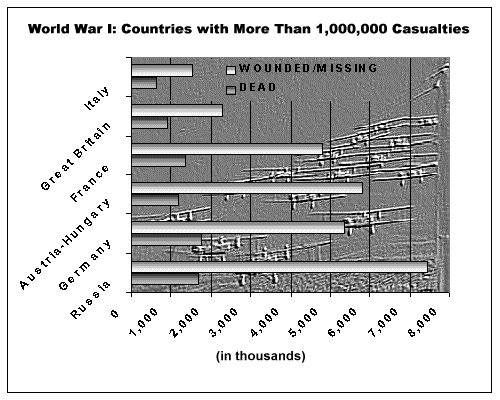 World War I: Countries with More Than 1,000,000 Casualties
WOUNDED/MISSING
DEAD
Italy
Great Britain
France
Austria-Hungary
Germany
Russia
0 1,000 2,000 3,000 4,000 5,000 6,000 7,000 8,000
(in thousands)